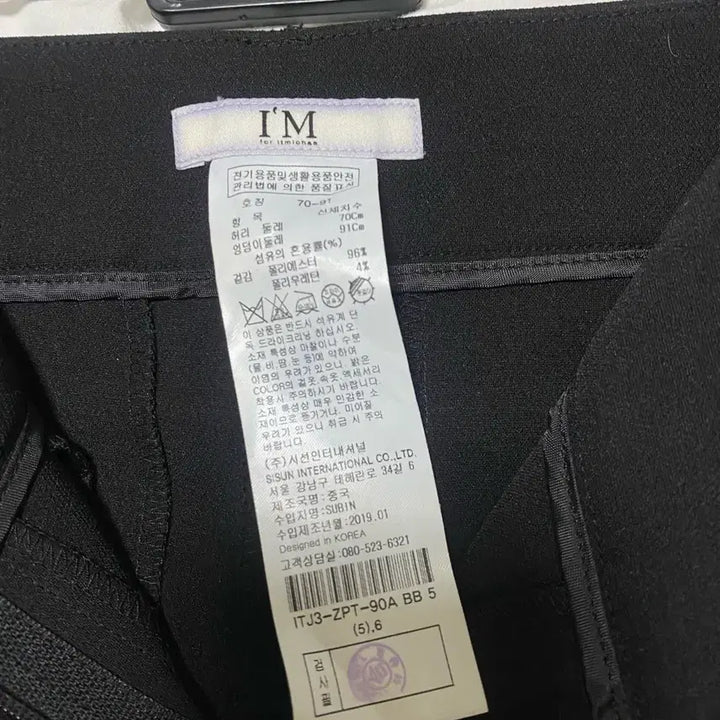 I'M
for itmichaa
전기용품및생활용품안전
관리법에 의한 품질표시
호칭 70-91
항 목 신체치수
허리 둘레 70Cm
엉덩이둘레 91Cm
섬유의 혼용률(%)
겉감 폴리에스터 96%
폴리우레탄 4%
이 상품은 반드시 석유계 단
독 드라이크리닝 하십시오.
소재 특성상 마찰이나 수분
(물,비,땀,눈 등)에 약하여
이염의 우려가 있으니, 밝은
COLOR의 겉옷,속옷,액세서리
착용시 주의하시기 바랍니다.
소재 특성상 매우 민감한 소
재이므로 뜯기거나, 미어질
우려가 있으니 취급 시 주의
바랍니다.
(주)시선인터내셔널
SISUN INTERNATIONAL CO.,LTD.
서울 강남구 테헤란로 34길 6
제조국명:중국
수입자명:SUBIN
수입제조년월:2019.01
Designed in KOREA
고객상담실:080-523-6321
ITJ3-ZPT-90A BB 5
(5).6
검사필